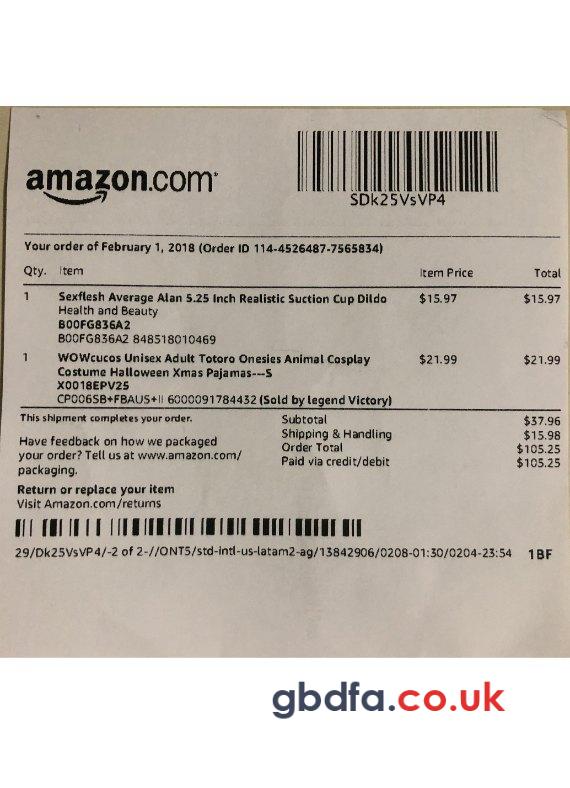 amazon.com
SDk25VsVP4
Your order of February 1, 2018 (Order ID 114-4526487-7565834)
Qty. Item Item Price Total
1 Sexflesh Average Alan 5.25 Inch Realistic Suction Cup Dildo $15.97 $15.97
Health and Beauty
B00FG836A2
B00FG836A2 848518010469
1 WOWcucos Unisex Adult Totoro Onesies Animal Cosplay $21.99 $21.99
Costume Halloween Xmas Pajamas---S
X0018EPV25
CP006SB+FBAUS+II 6000091784432 (Sold by legend Victory)
This shipment completes your order.
Have feedback on how we packaged
your order? Tell us at www.amazon.com/
packaging.
Subtotal $37.96
Shipping & Handling $15.98
Order Total $105.25
Paid via credit/debit $105.25
Return or replace your item
Visit Amazon.com/returns
29/Dk25VsVP4/-2 of 2-//ONT5/std-intl-us-latam2-ag/13842906/0208-01:30/0204-23:54 1BF
gbdfa.co.uk